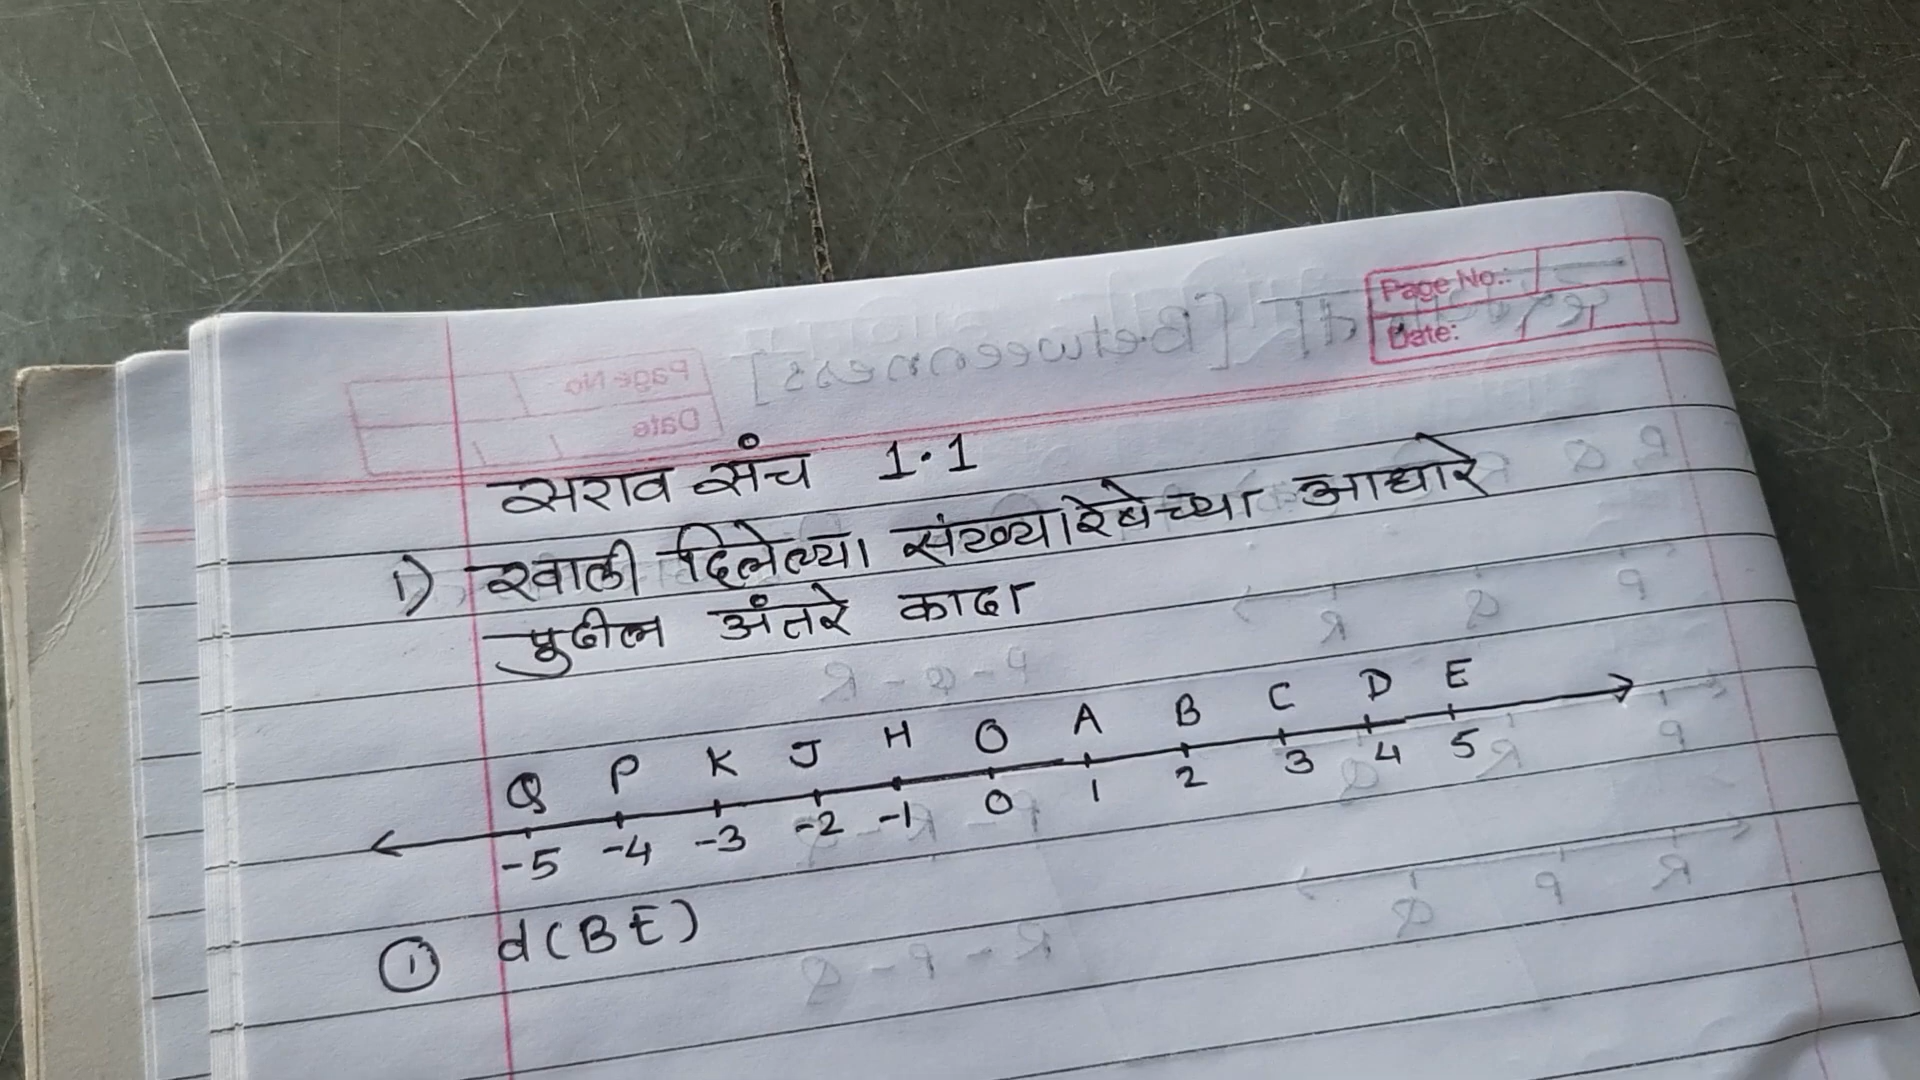 Page No.:
Date:
सराव संच 1.1
1) खाली दिलेल्या संख्यारेषेच्या आधारे
पुढील अंतरे काढा
Q P K J H O A B C D E
-5 -4 -3 -2 -1 0 1 2 3 4 5
① d(BE)